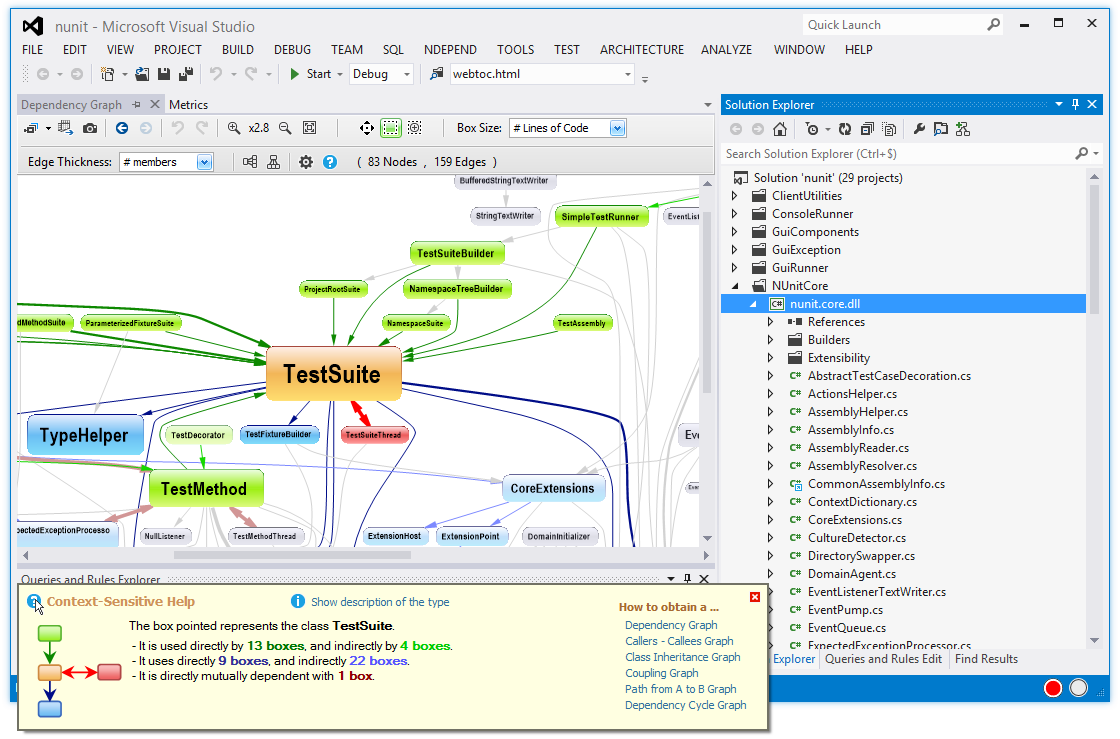 nunit - Microsoft Visual Studio
Quick Launch
FILE EDIT VIEW PROJECT BUILD DEBUG TEAM SQL NDEPEND TOOLS TEST ARCHITECTURE ANALYZE WINDOW HELP
Start Debug webtoc.html
Dependency Graph Metrics
x2.8 Box Size: # Lines of Code
Edge Thickness: # members ( 83 Nodes , 159 Edges )
BufferedStringTextWriter
StringTextWriter
SimpleTestRunner
EventList
TestSuiteBuilder
ProjectRootSuite
NamespaceTreeBuilder
dMethodSuite
ParameterizedFixtureSuite
NamespaceSuite
TestAssembly
TestSuite
TypeHelper
TestDecorator
TestFixtureBuilder
TestSuiteThread
Eve
TestMethod
CoreExtensions
Even
pectedExceptionProcesso
NullListener
TestMethodThread
ExtensionHost
ExtensionPoint
DomainInitializer
Queries and Rules Explorer
Context-Sensitive Help
Show description of the type
The box pointed represents the class TestSuite.
- It is used directly by 13 boxes, and indirectly by 4 boxes.
- It uses directly 9 boxes, and indirectly 22 boxes.
- It is directly mutually dependent with 1 box.
How to obtain a ...
Dependency Graph
Callers - Callees Graph
Class Inheritance Graph
Coupling Graph
Path from A to B Graph
Dependency Cycle Graph
Solution Explorer
Search Solution Explorer (Ctrl+$)
Solution 'nunit' (29 projects)
ClientUtilities
ConsoleRunner
GuiComponents
GuiException
GuiRunner
NUnitCore
C# nunit.core.dll
References
Builders
Extensibility
C# AbstractTestCaseDecoration.cs
C# ActionsHelper.cs
C# AssemblyHelper.cs
C# AssemblyInfo.cs
C# AssemblyReader.cs
C# AssemblyResolver.cs
C# CommonAssemblyInfo.cs
C# ContextDictionary.cs
C# CoreExtensions.cs
C# CultureDetector.cs
C# DirectorySwapper.cs
C# DomainAgent.cs
C# EventListenerTextWriter.cs
C# EventPump.cs
C# EventQueue.cs
C# ExpectedExceptionProcessor.cs
Explorer Queries and Rules Edit Find Results